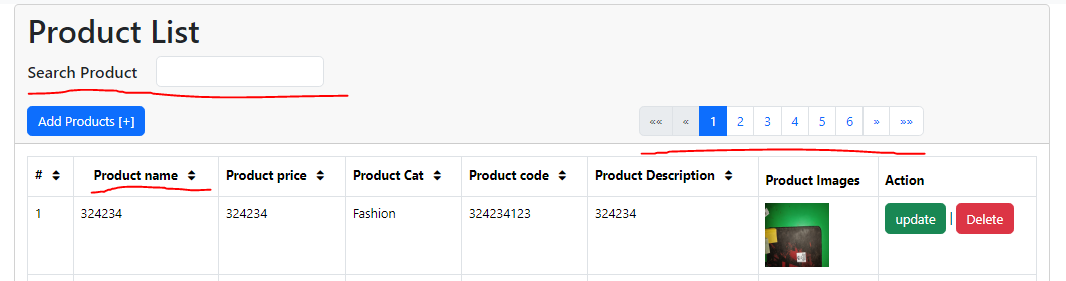 Product List
Search Product
Add Products [+]
«« « 1 2 3 4 5 6 » »»
# Product name Product price Product Cat Product code Product Description Product Images Action
1 324234 324234 Fashion 324234123 324234 update | Delete